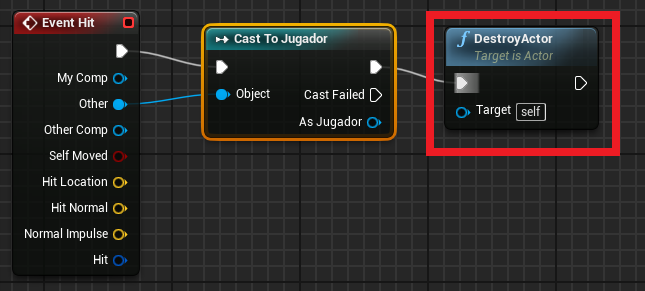 Event Hit
My Comp
Other
Other Comp
Self Moved
Hit Location
Hit Normal
Normal Impulse
Hit
Cast To Jugador
Object
Cast Failed
As Jugador
DestroyActor
Target is Actor
Target self